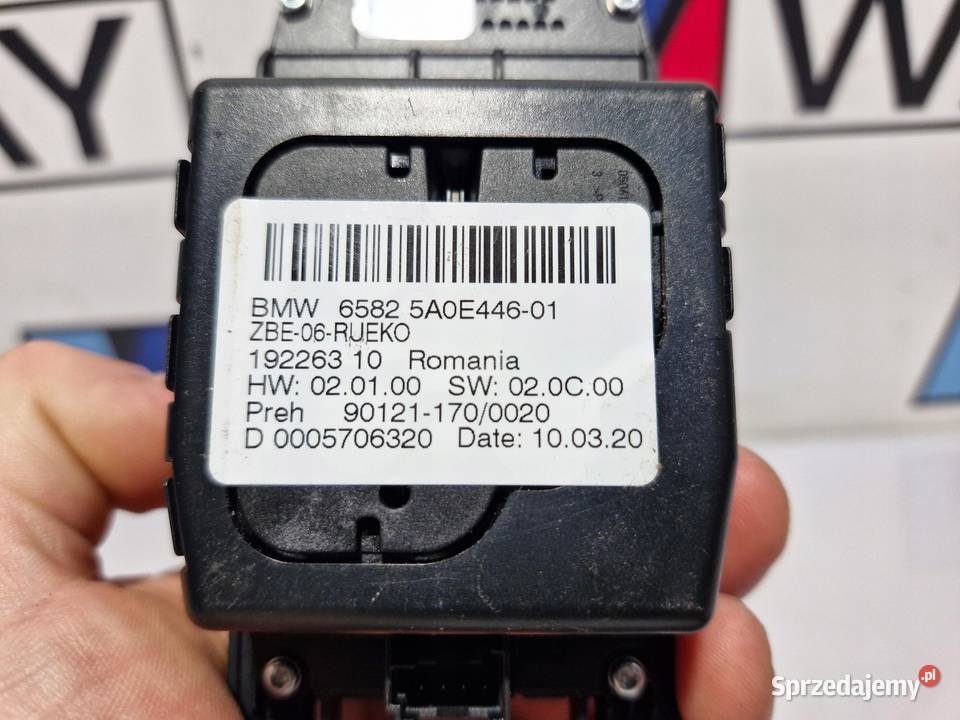 BMW 6582 5A0E446-01
ZBE-06-RUEKO
192263 10 Romania
HW: 02.01.00 SW: 02.0C.00
Preh 90121-170/0020
D 0005706320 Date: 10.03.20
Sprzedajemy.pl